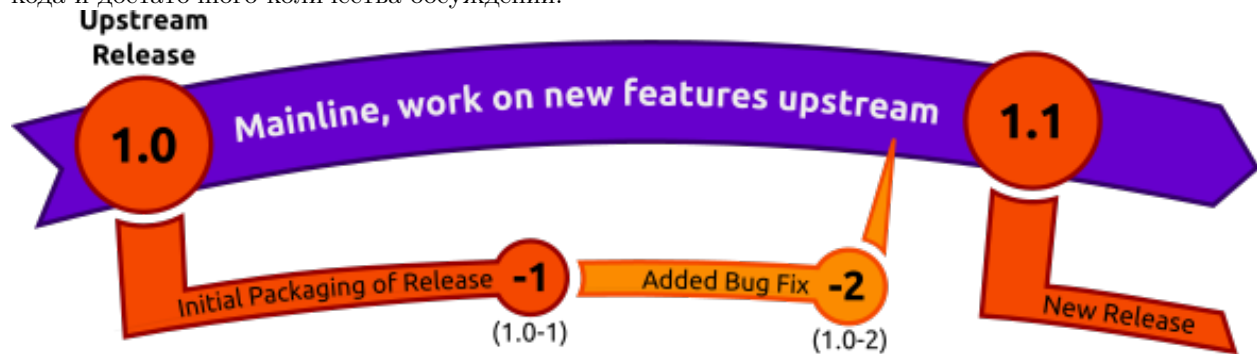 Upstream
Release
1.0
Mainline, work on new features upstream
1.1
Initial Packaging of Release
-1
(1.0-1)
Added Bug Fix
-2
(1.0-2)
New Release